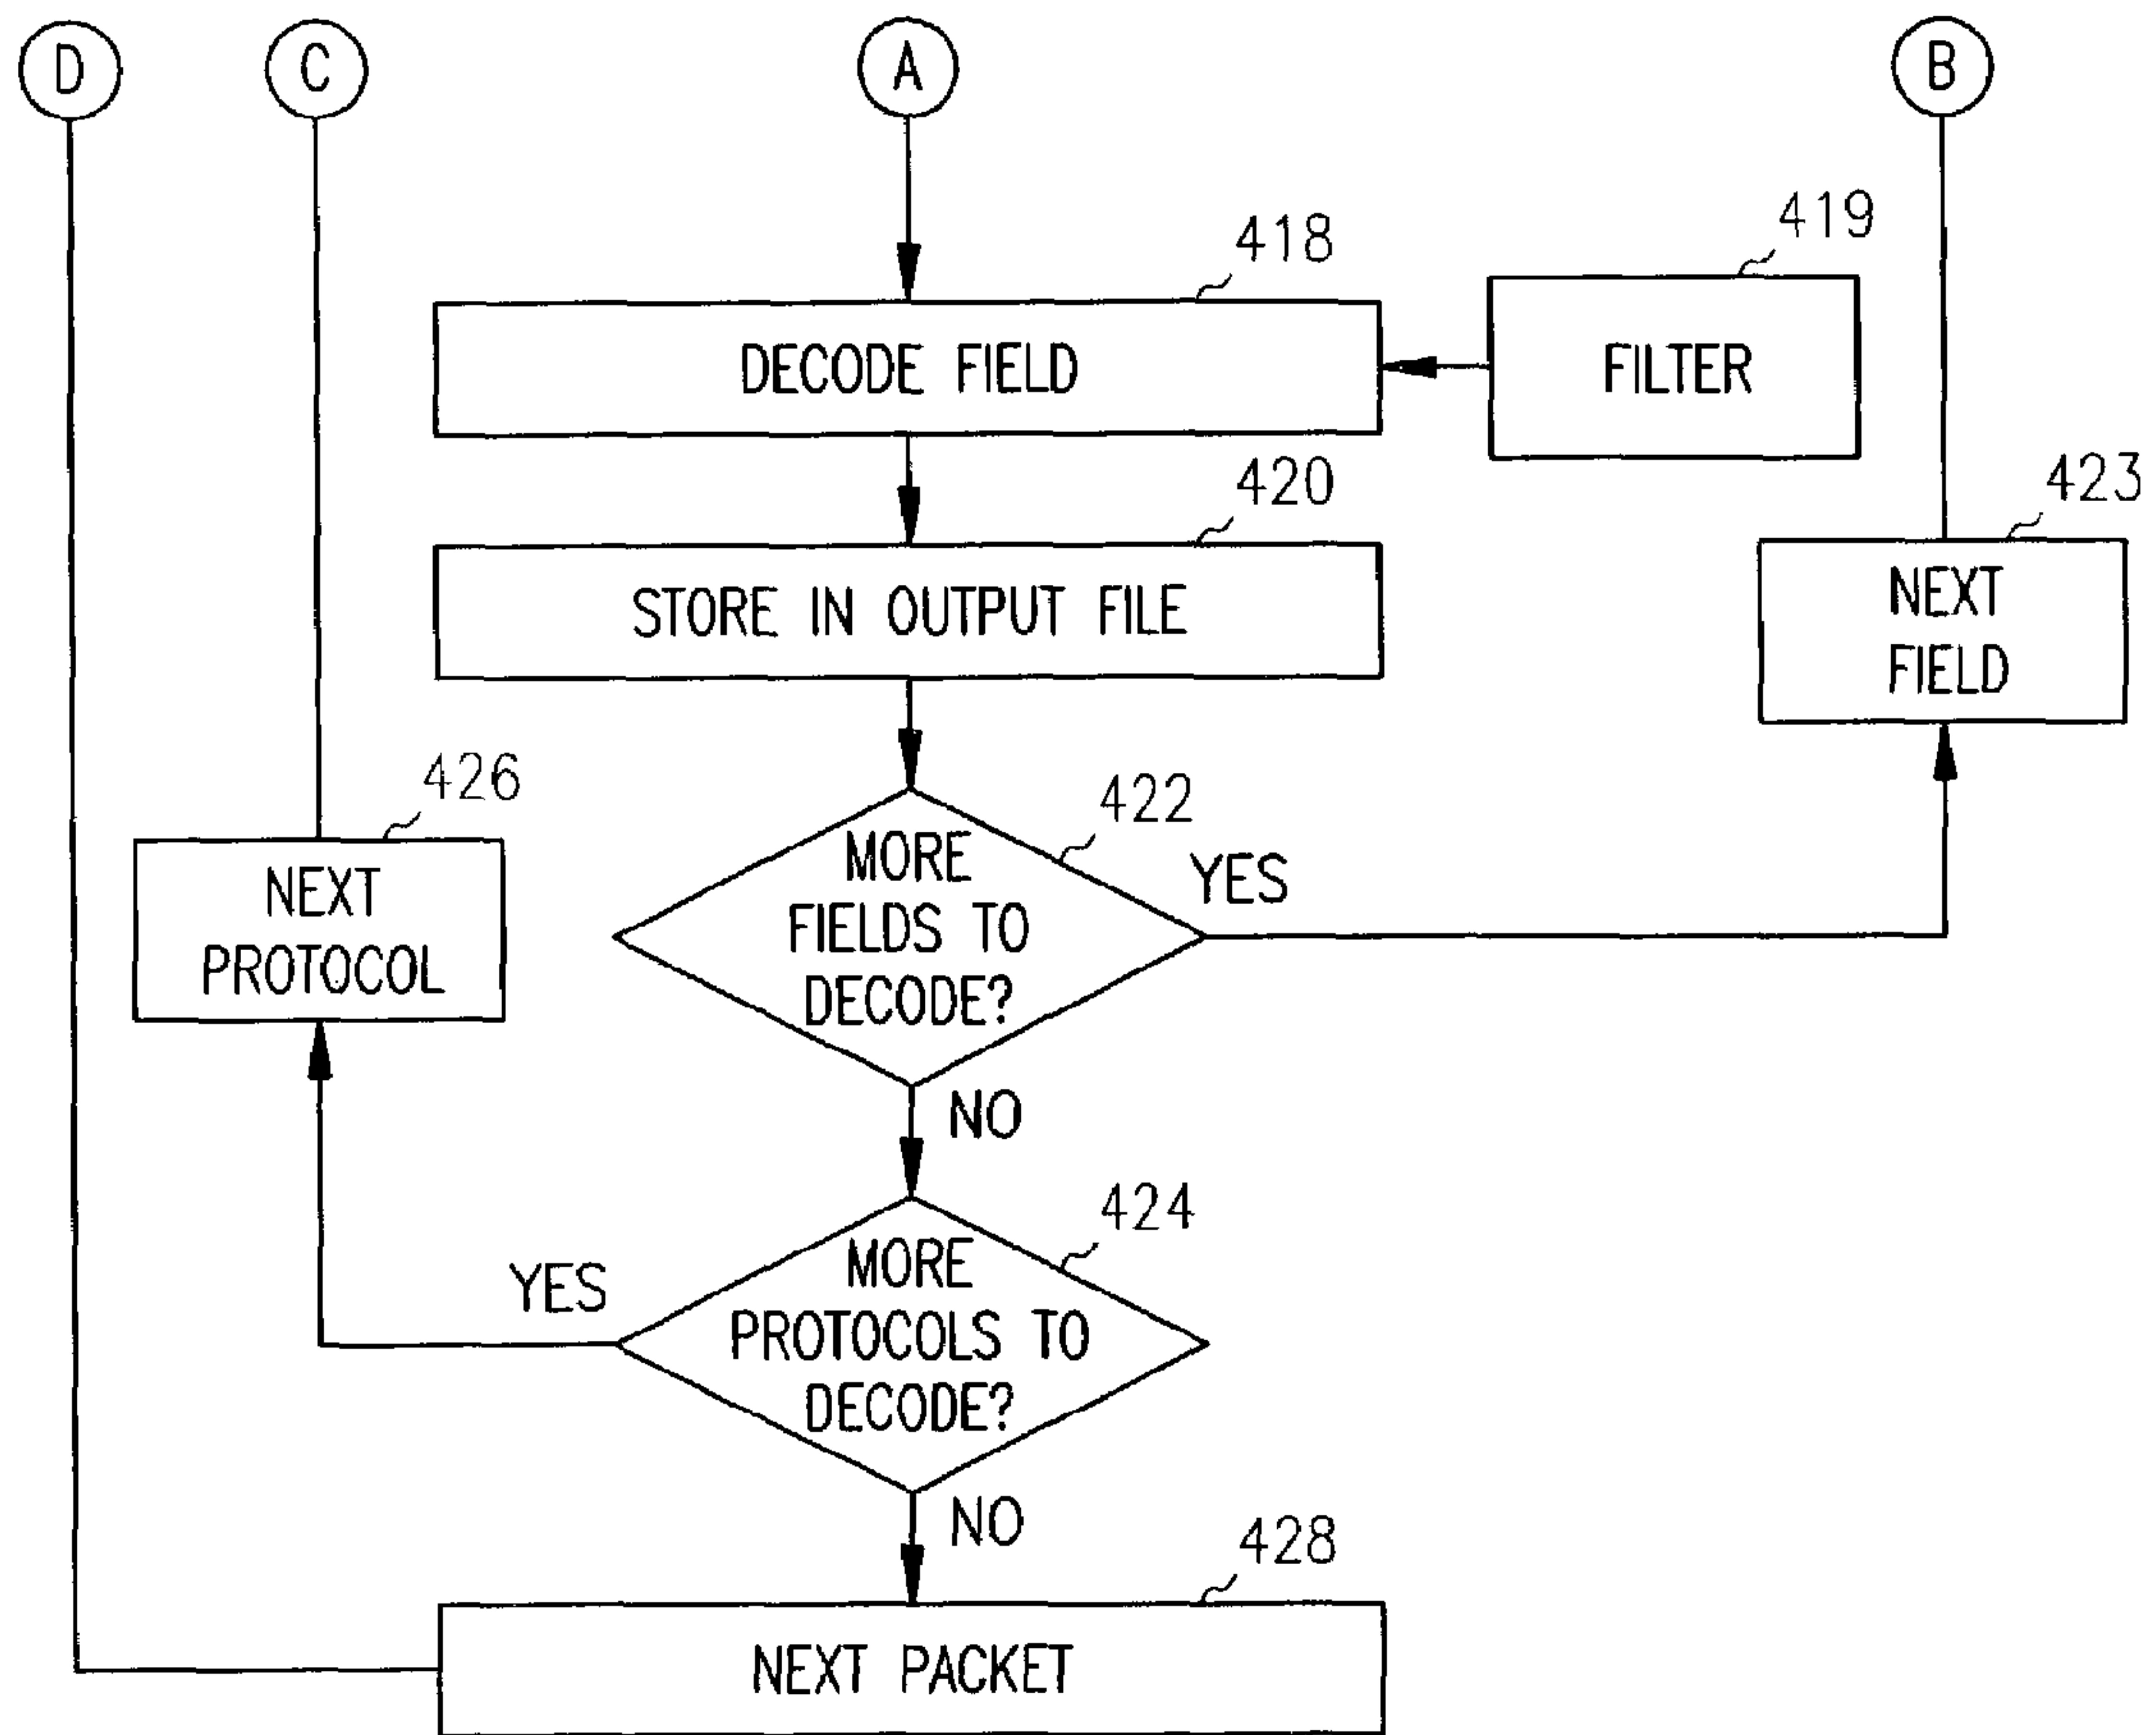 D
C
A
B
418
419
DECODE FIELD
FILTER
420
423
STORE IN OUTPUT FILE
NEXT
FIELD
426
422
NEXT
PROTOCOL
MORE
FIELDS TO
DECODE?
YES
NO
424
YES
MORE
PROTOCOLS TO
DECODE?
NO
428
NEXT PACKET